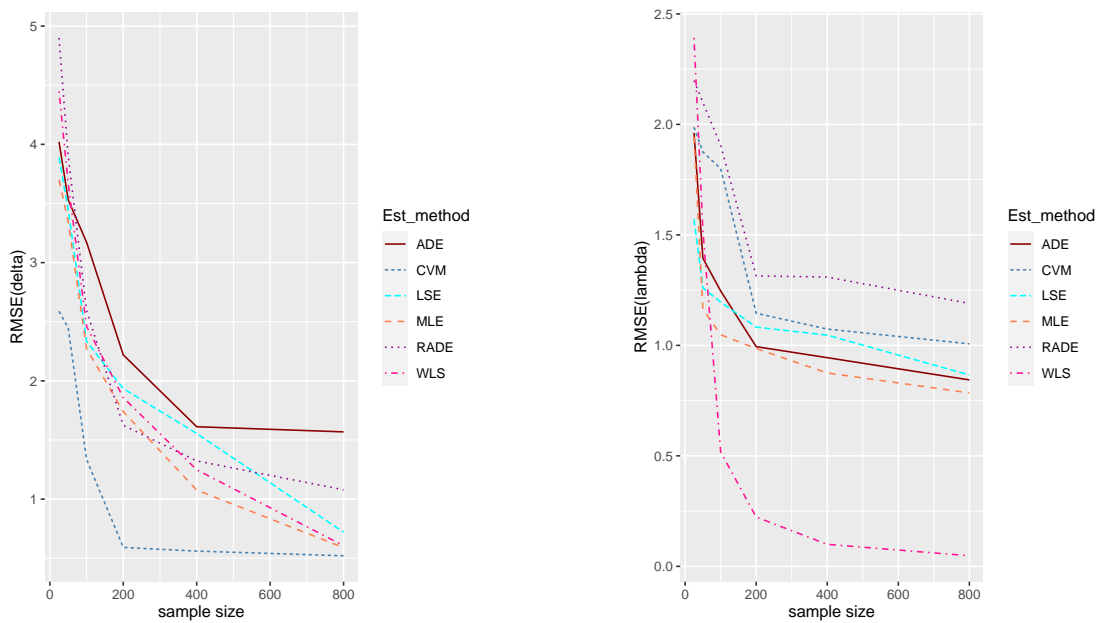 5
4
3
2
1
RMSE(delta)
0
200
400
600
800
sample size
Est_method
ADE
CVM
LSE
MLE
RADE
WLS
2.5
2.0
1.5
1.0
0.5
0.0
RMSE(lambda)
0
200
400
600
800
sample size
Est_method
ADE
CVM
LSE
MLE
RADE
WLS